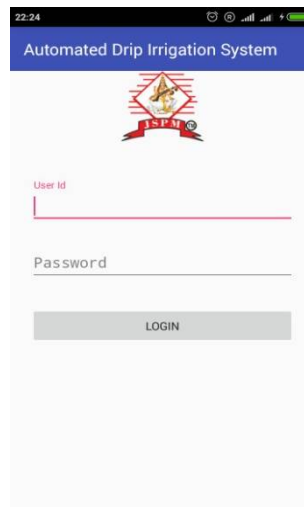 22:24
Automated Drip Irrigation System
JSPM
User Id
Password
LOGIN